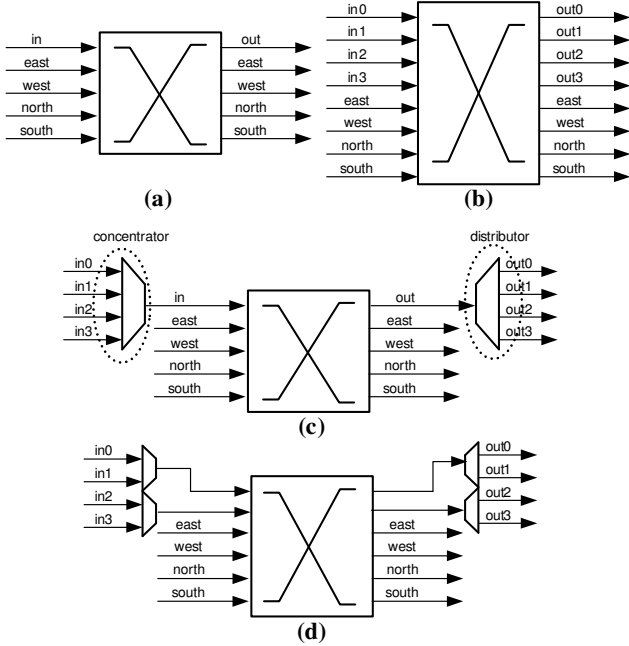 in
east
west
north
south
out
east
west
north
south
(a)
in0
in1
in2
in3
east
west
north
south
out0
out1
out2
out3
east
west
north
south
(b)
concentrator
in0
in1
in2
in3
in
east
west
north
south
out
east
west
north
south
distributor
out0
out1
out2
out3
(c)
in0
in1
in2
in3
east
west
north
south
east
west
north
south
out0
out1
out2
out3
(d)